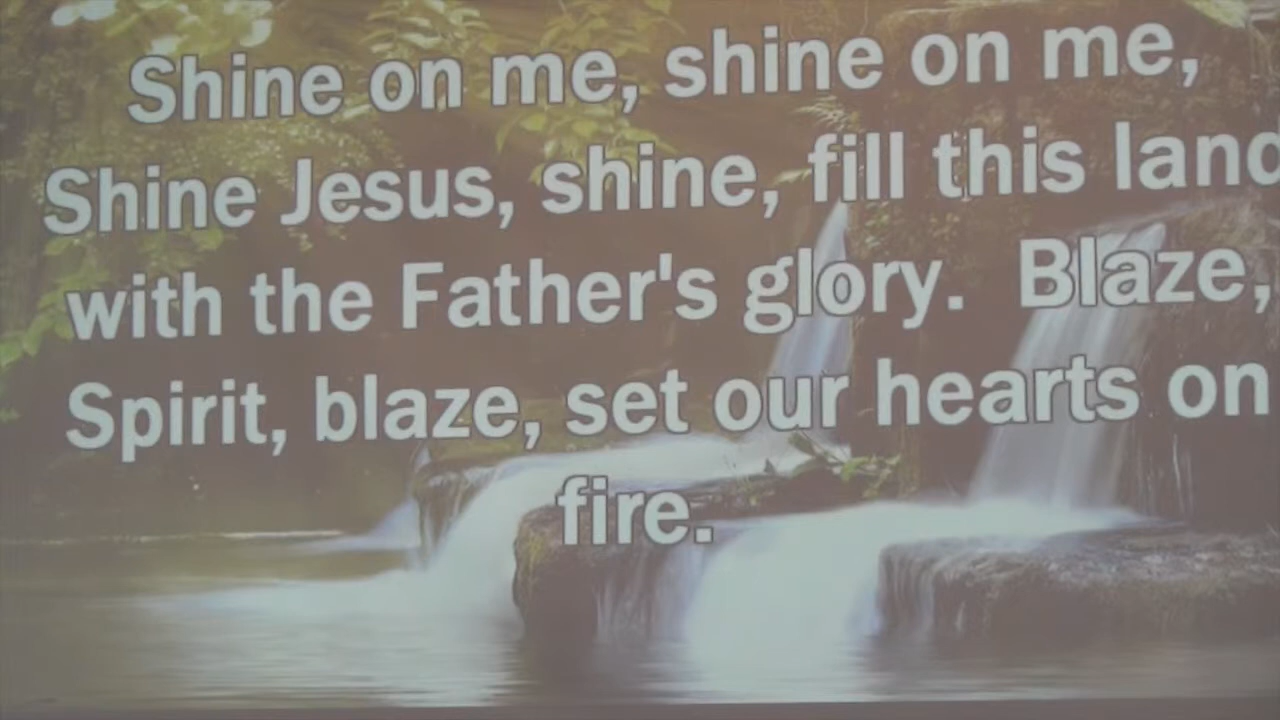 Shine on me, shine on me,
Shine Jesus, shine, fill this land
with the Father's glory. Blaze,
Spirit, blaze, set our hearts on
fire.